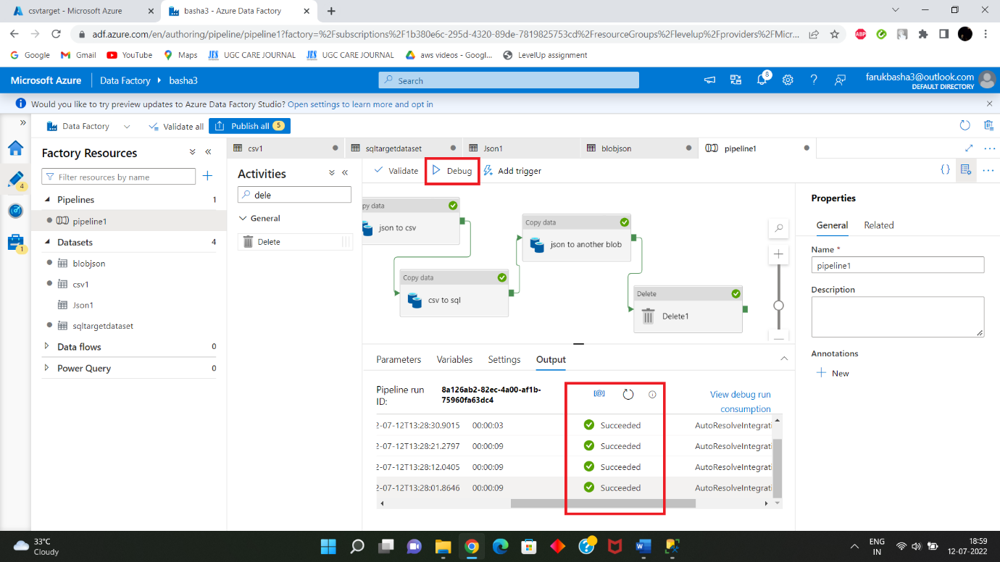 csvtarget - Microsoft Azure
basha3 - Azure Data Factory
adf.azure.com/en/authoring/pipeline/pipeline1?factory=%2Fsubscriptions%2F1b380e6c-295d-4320-89de-7819825753cd%2FresourceGroups%2Flevelup%2Fproviders%2FMicr...
ABP
Google
Gmail
YouTube
Maps
JES UGC CARE JOURNAL
JES UGC CARE JOURNAL
aws videos - Googl...
LevelUp assignment
Microsoft Azure
Data Factory
basha3
Search
8
farukbasha3@outlook.com
DEFAULT DIRECTORY
Would you like to try preview updates to Azure Data Factory Studio? Open settings to learn more and opt in
Data Factory
Validate all
Publish all 5
4
1
Factory Resources
Filter resources by name
Pipelines 1
pipeline1
Datasets 4
blobjson
csv1
Json1
sqltargetdataset
Data flows 0
Power Query 0
csv1
sqltargetdataset
Json1
blobjson
pipeline1
Activities
dele
General
Delete
Validate
Debug
Add trigger
py data
json to csv
Copy data
csv to sql
Copy data
json to another blob
Delete
Delete1
Parameters
Variables
Settings
Output
Pipeline run ID:
8a126ab2-82ec-4a00-af1b-
75960fa63dc4
[@]
View debug run
consumption
2-07-12T13:28:30.9015 00:00:03 Succeeded AutoResolveIntegrati
2-07-12T13:28:21.2797 00:00:09 Succeeded AutoResolveIntegrati
2-07-12T13:28:12.0405 00:00:09 Succeeded AutoResolveIntegrati
2-07-12T13:28:01.8646 00:00:09 Succeeded AutoResolveIntegrati
Properties
General
Related
Name *
pipeline1
Description
Annotations
New
33°C
Cloudy
ENG
IN
18:59
12-07-2022